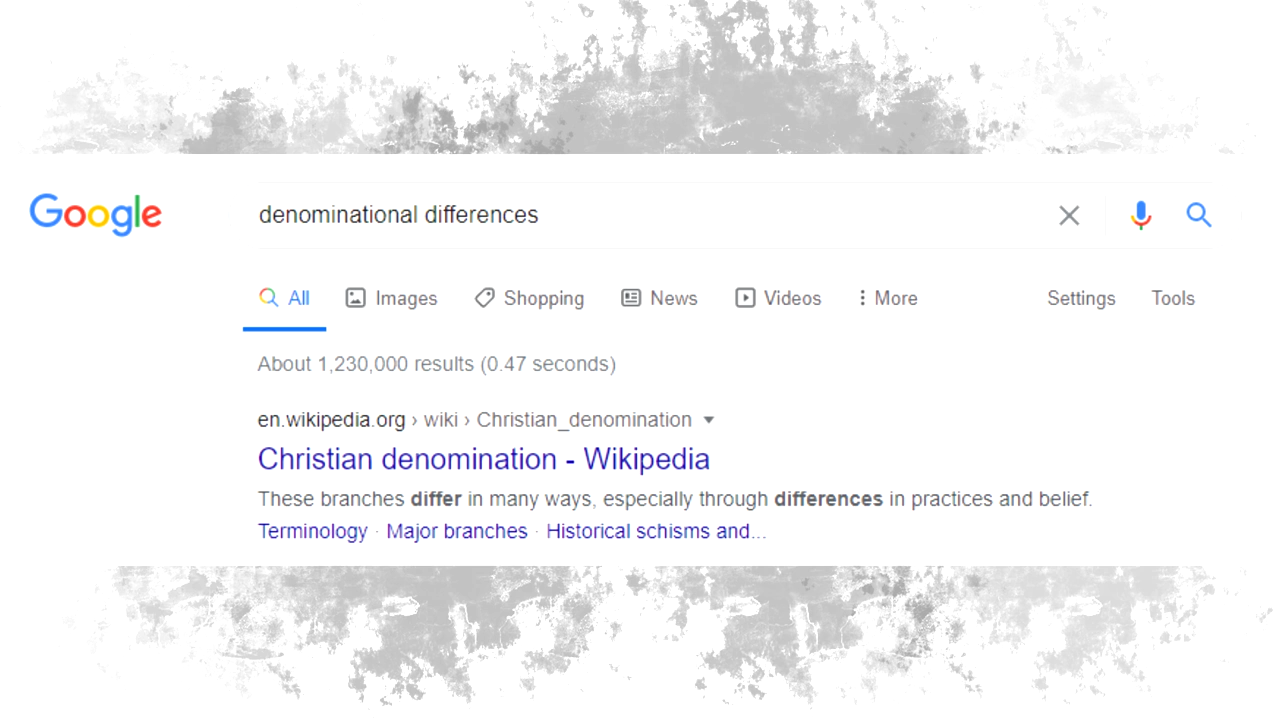 Google denominational differences
All Images Shopping News Videos More Settings Tools
About 1,230,000 results (0.47 seconds)
en.wikipedia.org › wiki › Christian_denomination
Christian denomination - Wikipedia
These branches differ in many ways, especially through differences in practices and belief.
Terminology · Major branches · Historical schisms and...